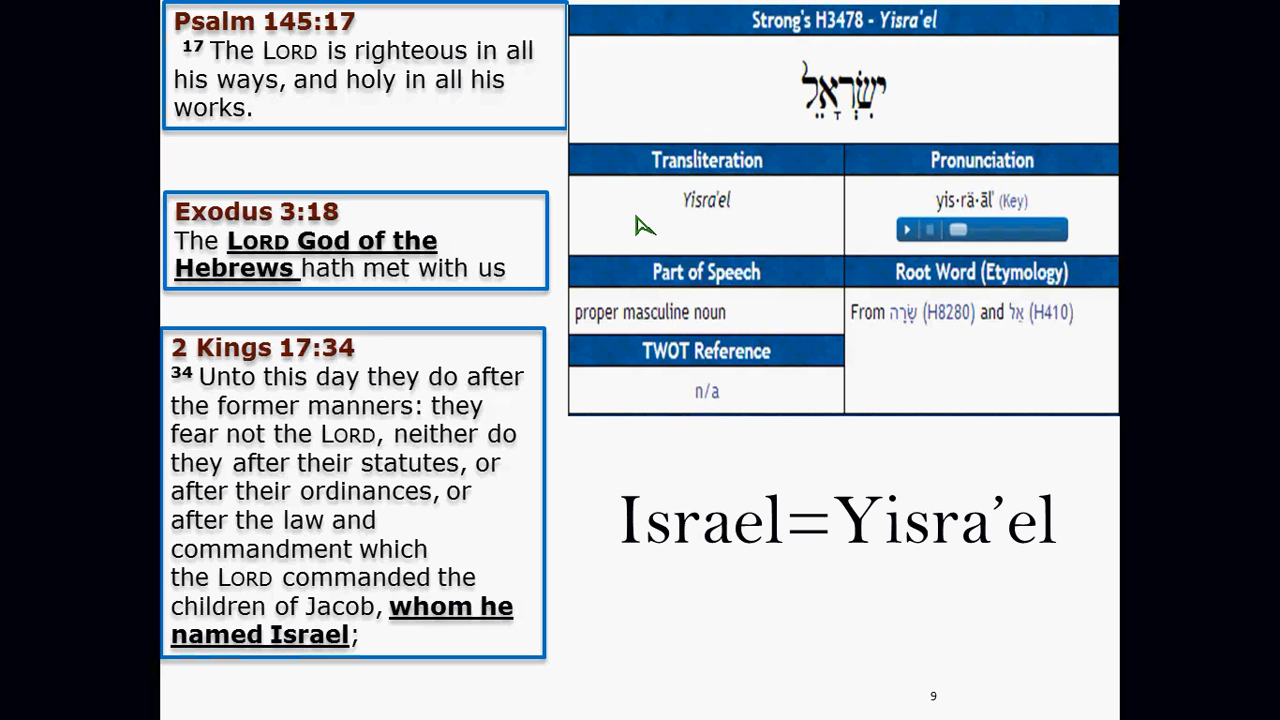 Psalm 145:17
17 The LORD is righteous in all
his ways, and holy in all his
works.
Exodus 3:18
The LORD God of the
Hebrews hath met with us
2 Kings 17:34
34 Unto this day they do after
the former manners: they
fear not the LORD, neither do
they after their statutes, or
after their ordinances, or
after the law and
commandment which
the LORD commanded the
children of Jacob, whom he
named Israel;
Strong's H3478 - Yisra'el
יִשְׂרָאֵל
Transliteration
Pronunciation
Yisra'el
yis·rä·āl' (Key)
Part of Speech
Root Word (Etymology)
proper masculine noun
From שָׂרָה (H8280) and אֵל (H410)
TWOT Reference
n/a
Israel=Yisra’el
9